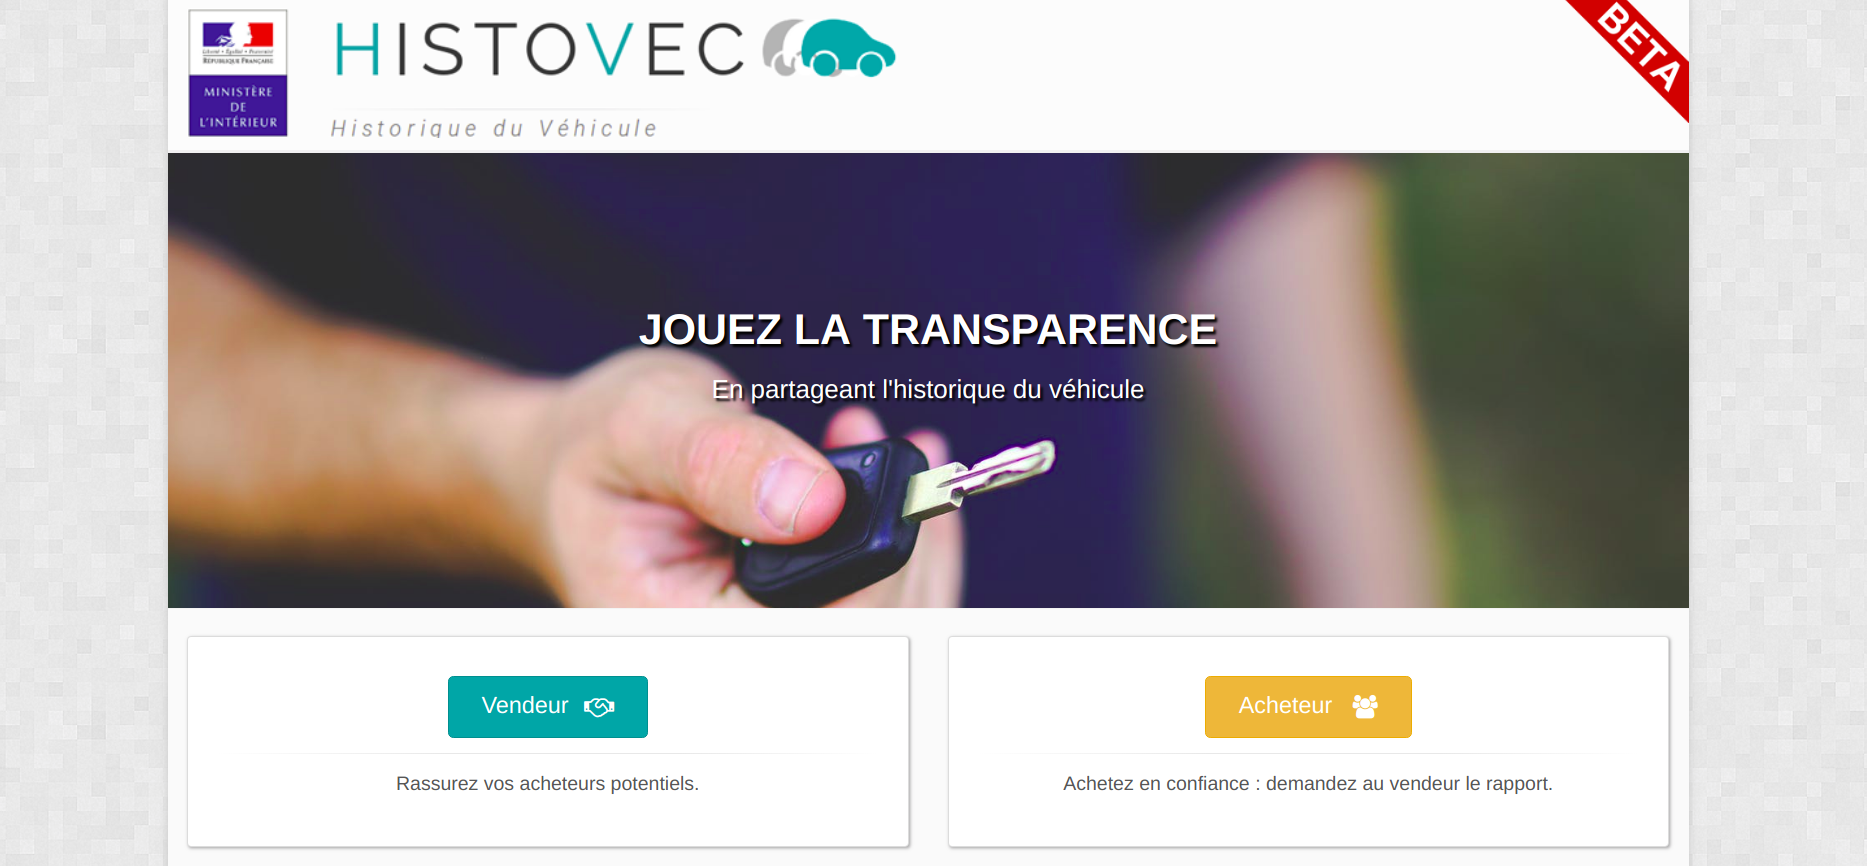 HISTOVEC
BETA
Liberté • Égalité • Fraternité
RÉPUBLIQUE FRANÇAISE
MINISTÈRE
DE
L'INTÉRIEUR
Historique du Véhicule
JOUEZ LA TRANSPARENCE
En partageant l'historique du véhicule
Vendeur
Rassurez vos acheteurs potentiels.
Acheteur
Achetez en confiance : demandez au vendeur le rapport.